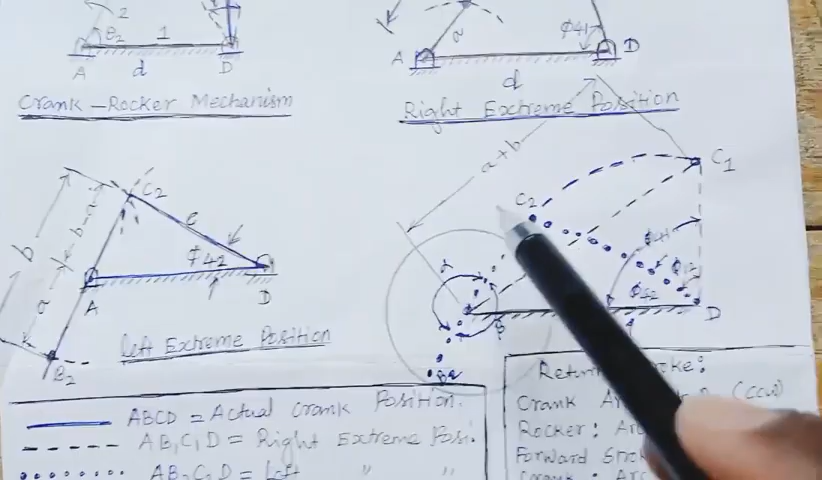 2
θ2
1
A
D
d
Crank-Rocker Mechanism
a
A
φ41
D
d
Right Extreme Position
a+b
C1
C2
C2
b
b-a
a
c
φ42
A
D
B2
left Extreme Position
α
β
φ41
φ42
D
B2
ABCD = Actual Crank Position.
AB1C1D = Right Extreme Posi.
AB2C2D = Left " "
Return
Crank (CCW)
Rocker:
Forward